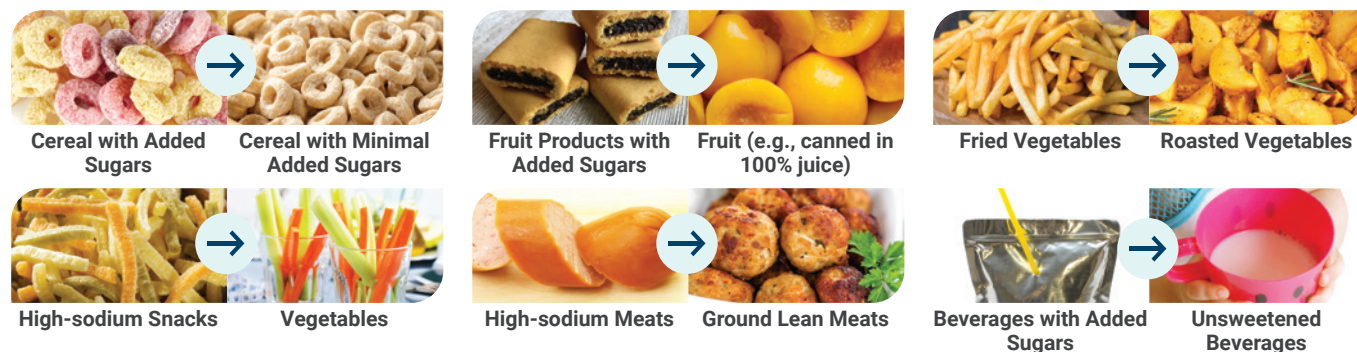 Cereal with Added
Sugars
Cereal with Minimal
Added Sugars
Fruit Products with
Added Sugars
Fruit (e.g., canned in
100% juice)
Fried Vegetables
Roasted Vegetables
High-sodium Snacks
Vegetables
High-sodium Meats
Ground Lean Meats
Beverages with Added
Sugars
Unsweetened
Beverages